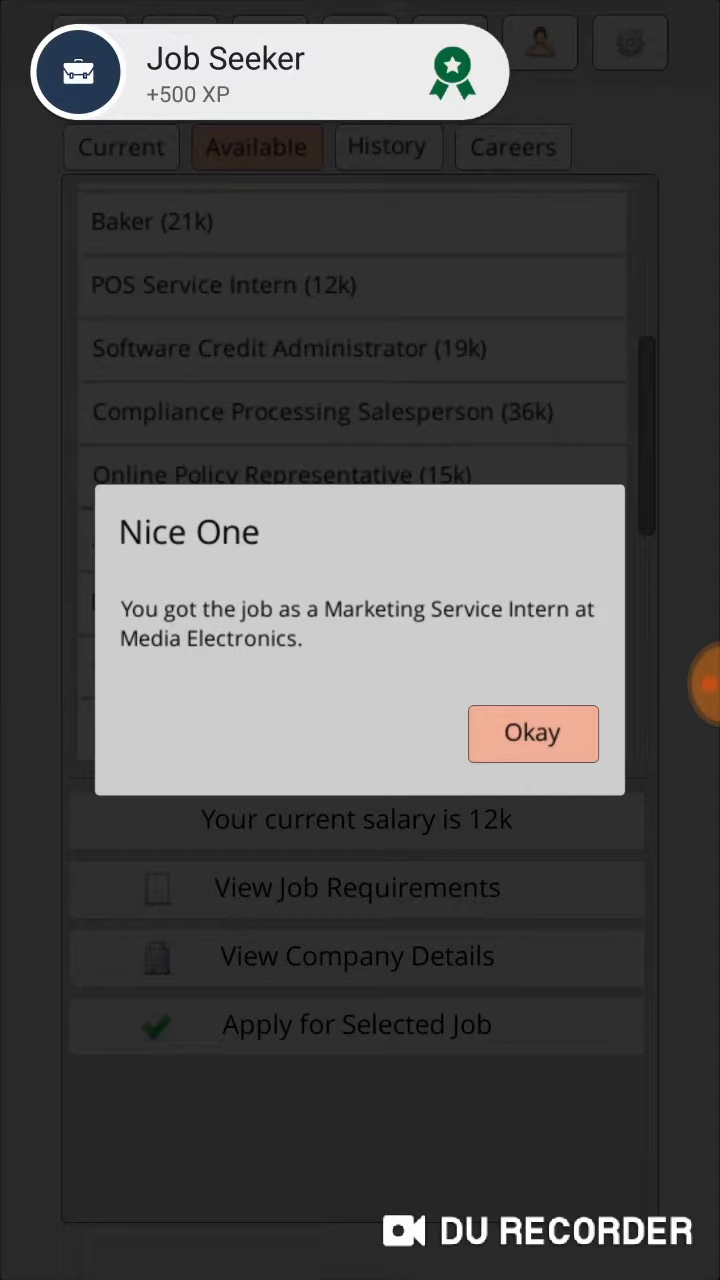 Job Seeker
+500 XP
Current Available History Careers
Baker (21k)
POS Service Intern (12k)
Software Credit Administrator (19k)
Compliance Processing Salesperson (36k)
Online Policy Representative (15k)
Nice One
You got the job as a Marketing Service Intern at
Media Electronics.
Okay
Your current salary is 12k
View Job Requirements
View Company Details
Apply for Selected Job
DU RECORDER